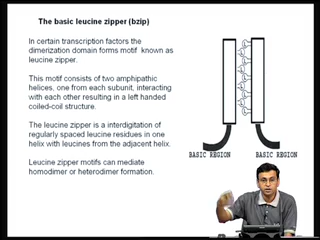 The basic leucine zipper (bzip)
In certain transcription factors the
dimerization domain forms motif known as
leucine zipper.
This motif consists of two amphipathic
helices, one from each subunit, interacting
with each other resulting in a left handed
coiled-coil structure.
The leucine zipper is a interdigitation of
regularly spaced leucine residues in one
helix with leucines from the adjacent helix.
Leucine zipper motifs can mediate
homodimer or heterodimer formation.
BASIC REGION BASIC REGION